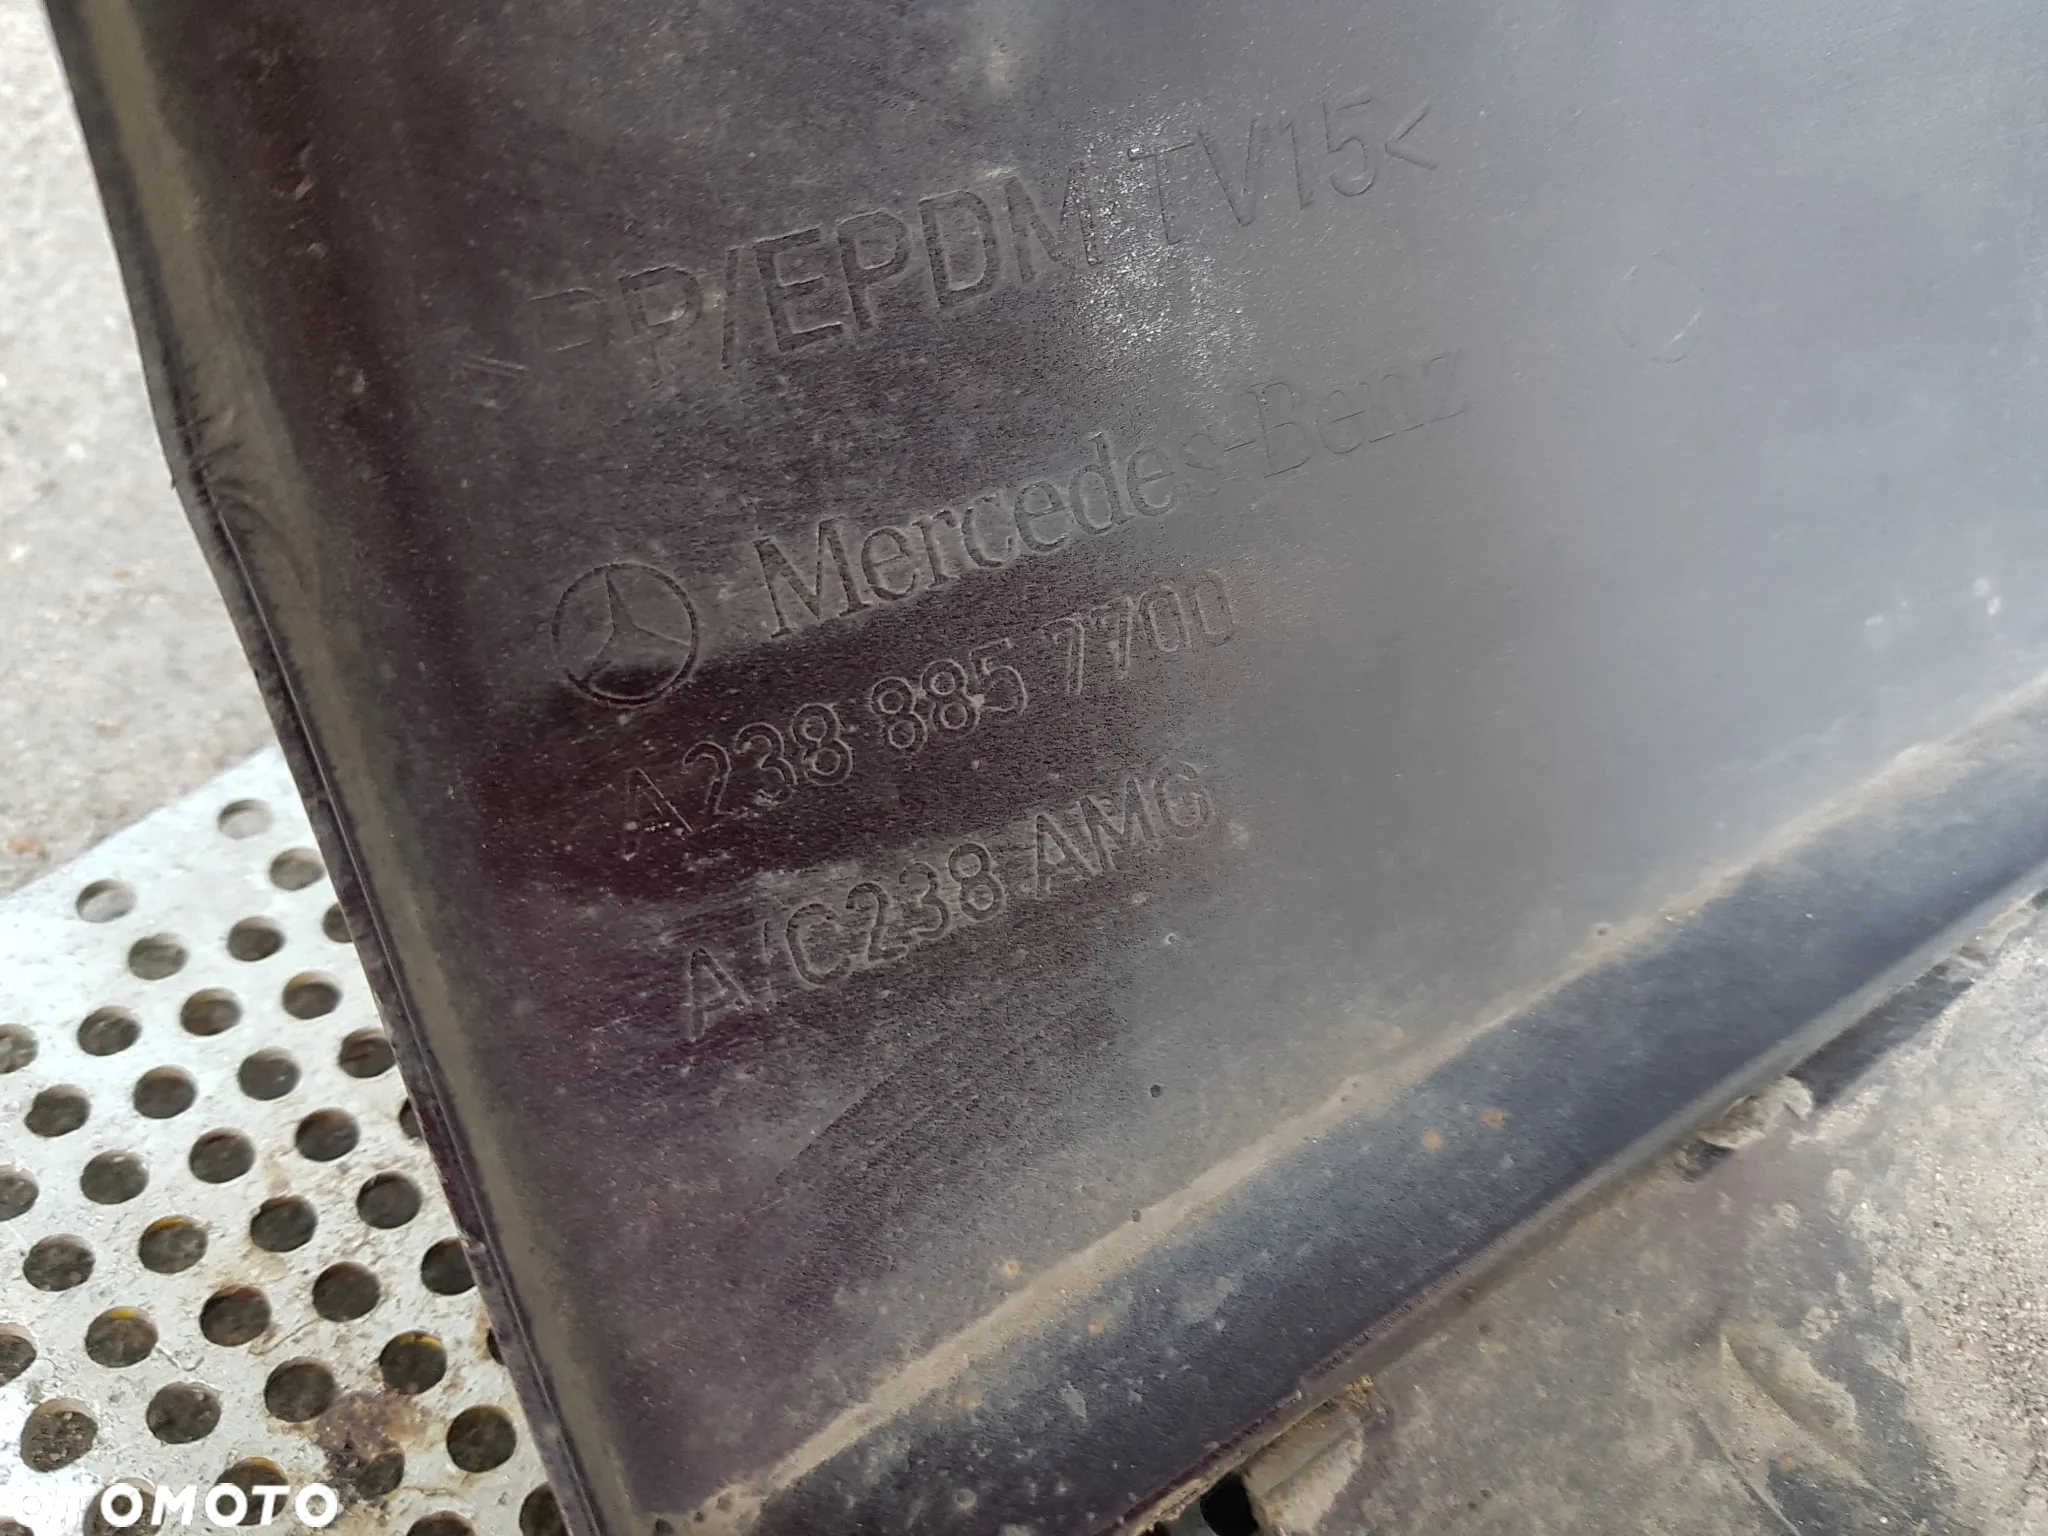 >PP/EPDM TV15<
Mercedes-Benz
A238 885 7700
A/C238 AMG
OTOMOTO